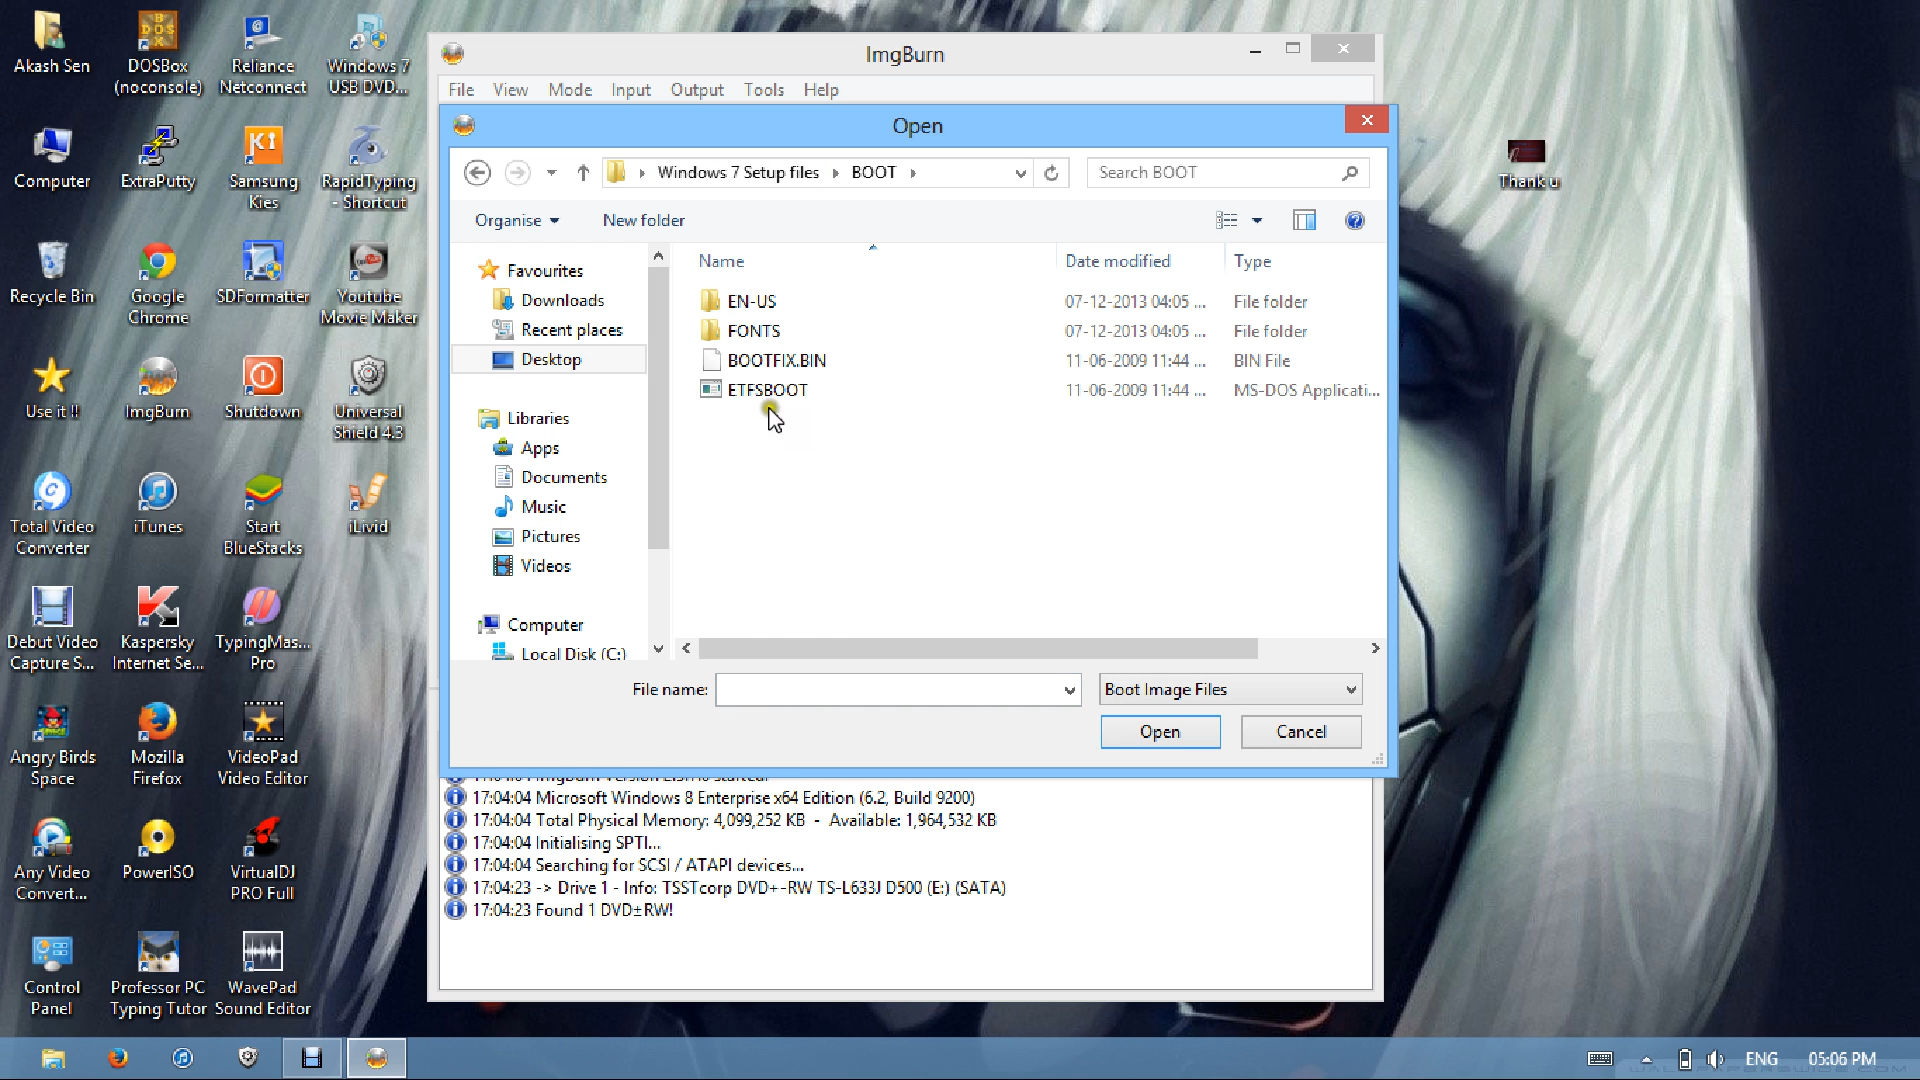 Akash Sen
DOSBox
(noconsole)
Reliance
Netconnect
Windows 7
USB DVD...
Computer
ExtraPutty
Samsung
Kies
RapidTyping
- Shortcut
Recycle Bin
Google
Chrome
SDFormatter
Youtube
Movie Maker
Use it !!
ImgBurn
Shutdown
Universal
Shield 4.3
Total Video
Converter
iTunes
Start
BlueStacks
iLivid
Debut Video
Capture S...
Kaspersky
Internet Se...
TypingMas...
Pro
Angry Birds
Space
Mozilla
Firefox
VideoPad
Video Editor
Any Video
Convert...
PowerISO
VirtualDJ
PRO Full
Control
Panel
Professor PC
Typing Tutor
WavePad
Sound Editor
Thank u
ImgBurn
File View Mode Input Output Tools Help
Open
Windows 7 Setup files BOOT
Search BOOT
Organise New folder
Favourites
Downloads
Recent places
Desktop
Libraries
Apps
Documents
Music
Pictures
Videos
Computer
Local Disk (C:)
Name Date modified Type
EN-US 07-12-2013 04:05 ... File folder
FONTS 07-12-2013 04:05 ... File folder
BOOTFIX.BIN 11-06-2009 11:44 ... BIN File
ETFSBOOT 11-06-2009 11:44 ... MS-DOS Applicati...
File name:
Boot Image Files
Open Cancel
17:04:04 Microsoft Windows 8 Enterprise x64 Edition (6.2, Build 9200)
17:04:04 Total Physical Memory: 4,099,252 KB - Available: 1,964,532 KB
17:04:04 Initialising SPTI...
17:04:04 Searching for SCSI / ATAPI devices...
17:04:23 -> Drive 1 - Info: TSSTcorp DVD+-RW TS-L633J D500 (E:) (SATA)
17:04:23 Found 1 DVD±RW!
ENG 05:06 PM